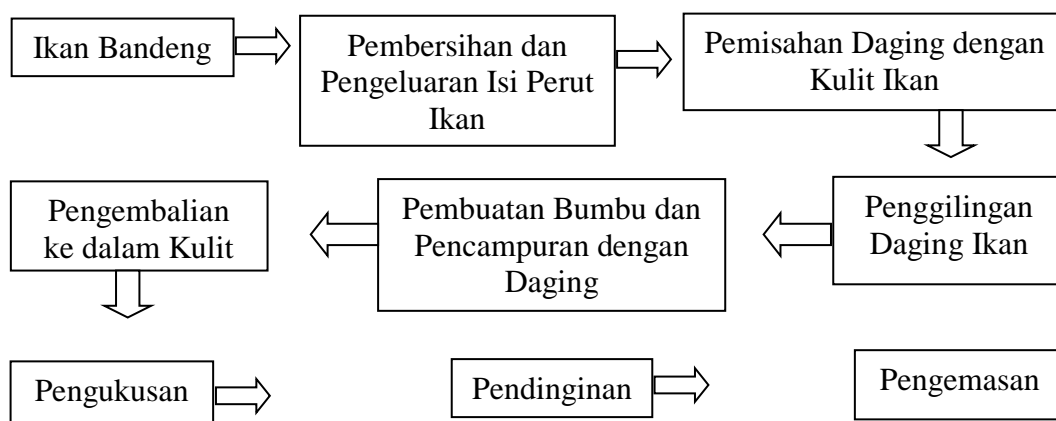 Ikan Bandeng
Pembersihan dan
Pengeluaran Isi Perut
Ikan
Pemisahan Daging dengan
Kulit Ikan
Penggilingan
Daging Ikan
Pembuatan Bumbu dan
Pencampuran dengan
Daging
Pengembalian
ke dalam Kulit
Pengukusan
Pendinginan
Pengemasan